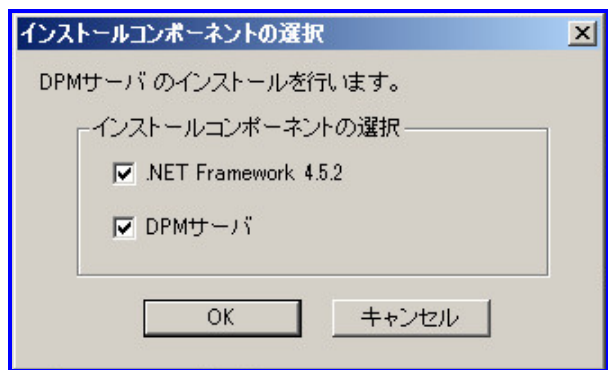 インストールコンポーネントの選択
DPMサーバ のインストールを行います。
インストールコンポーネントの選択
.NET Framework 4.5.2
DPMサーバ
OK
キャンセル